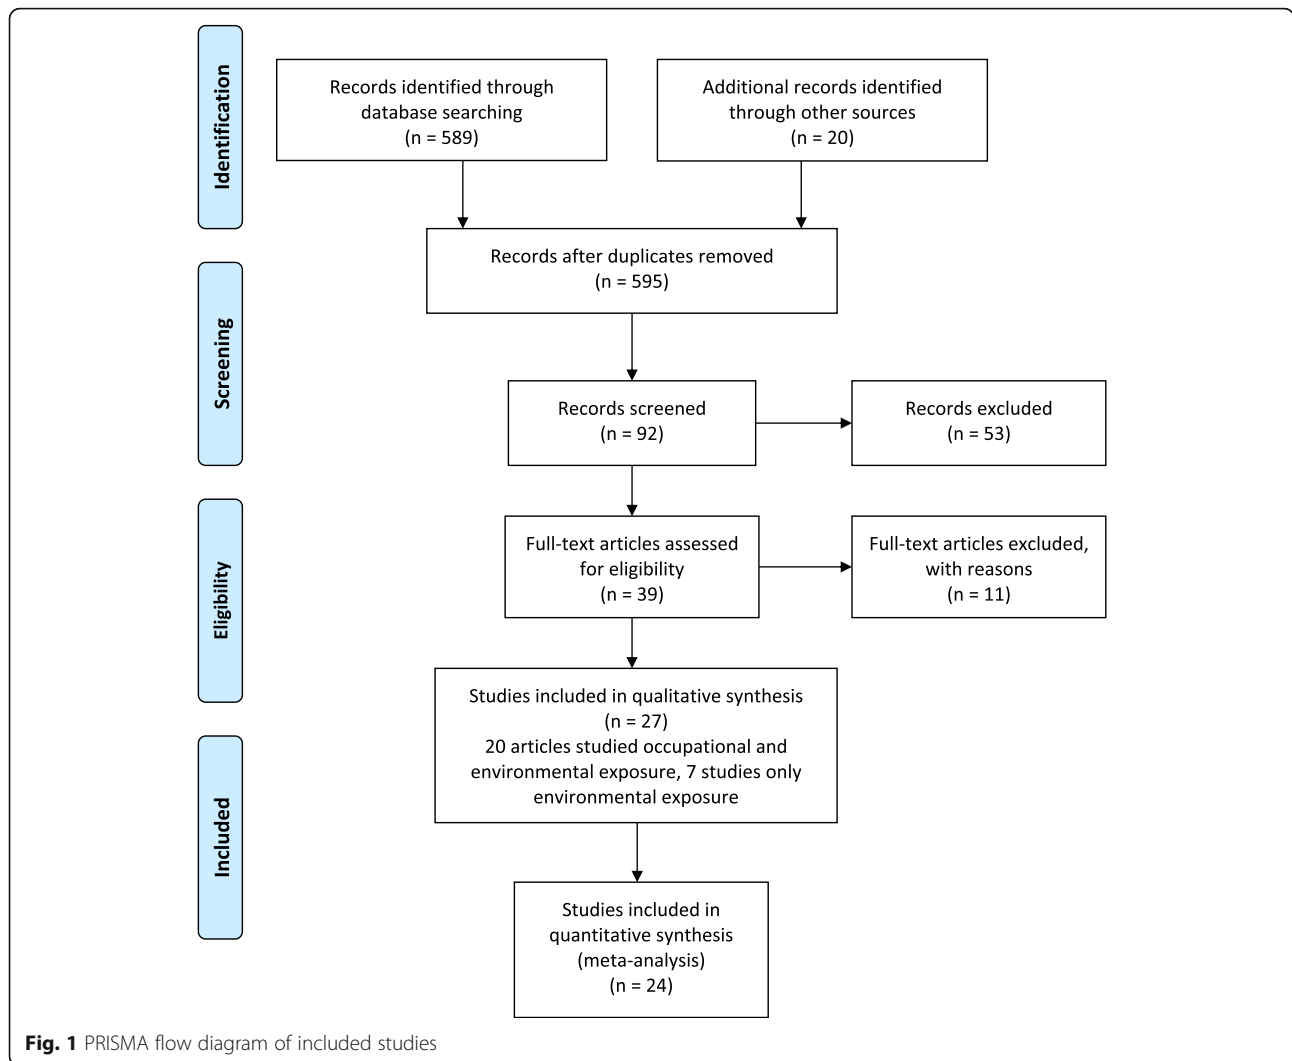 Identification
Records identified through
database searching
(n = 589)
Additional records identified
through other sources
(n = 20)
Records after duplicates removed
(n = 595)
Screening
Records screened
(n = 92)
Records excluded
(n = 53)
Eligibility
Full-text articles assessed
for eligibility
(n = 39)
Full-text articles excluded,
with reasons
(n = 11)
Studies included in qualitative synthesis
(n = 27)
20 articles studied occupational and
environmental exposure, 7 studies only
environmental exposure
Included
Studies included in
quantitative synthesis
(meta-analysis)
(n = 24)
Fig. 1 PRISMA flow diagram of included studies